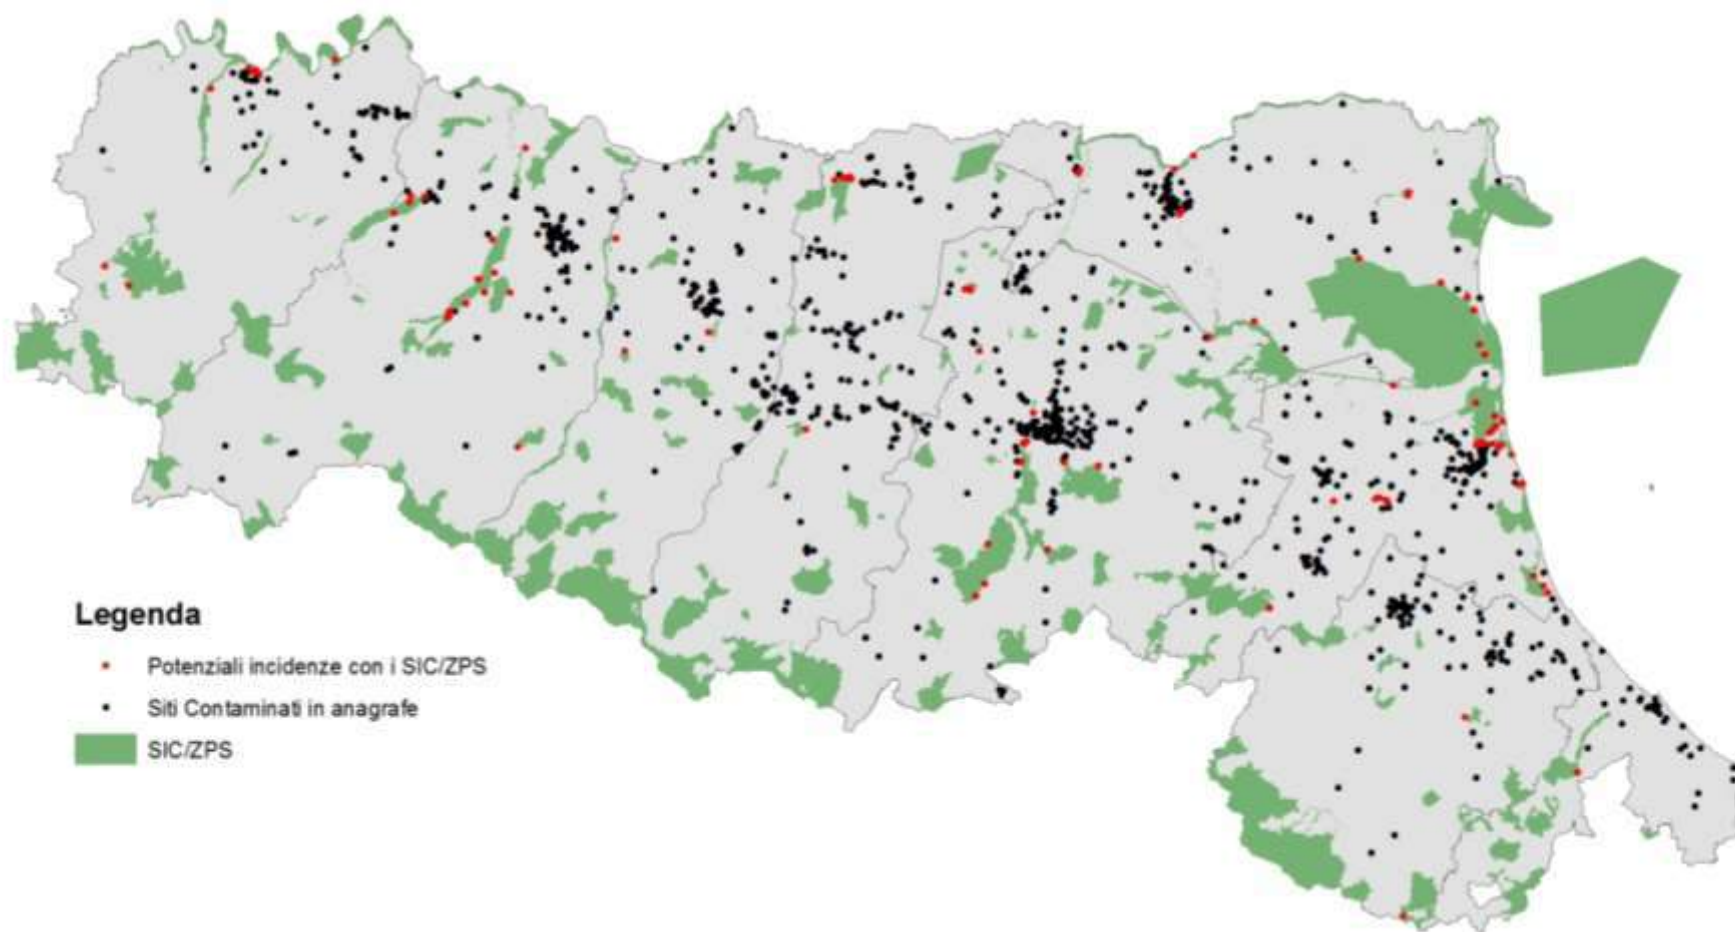 Legenda
Potenziali incidenze con i SIC/ZPS
Siti Contaminati in anagrafe
SIC/ZPS